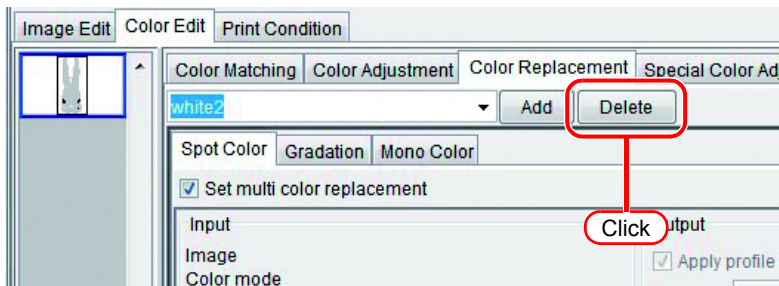 Image Edit Color Edit Print Condition
Color Matching Color Adjustment Color Replacement Special Color Adj
white2 Add Delete
Spot Color Gradation Mono Color
Set multi color replacement
Input
Click utput
Image
Apply profile
Color mode